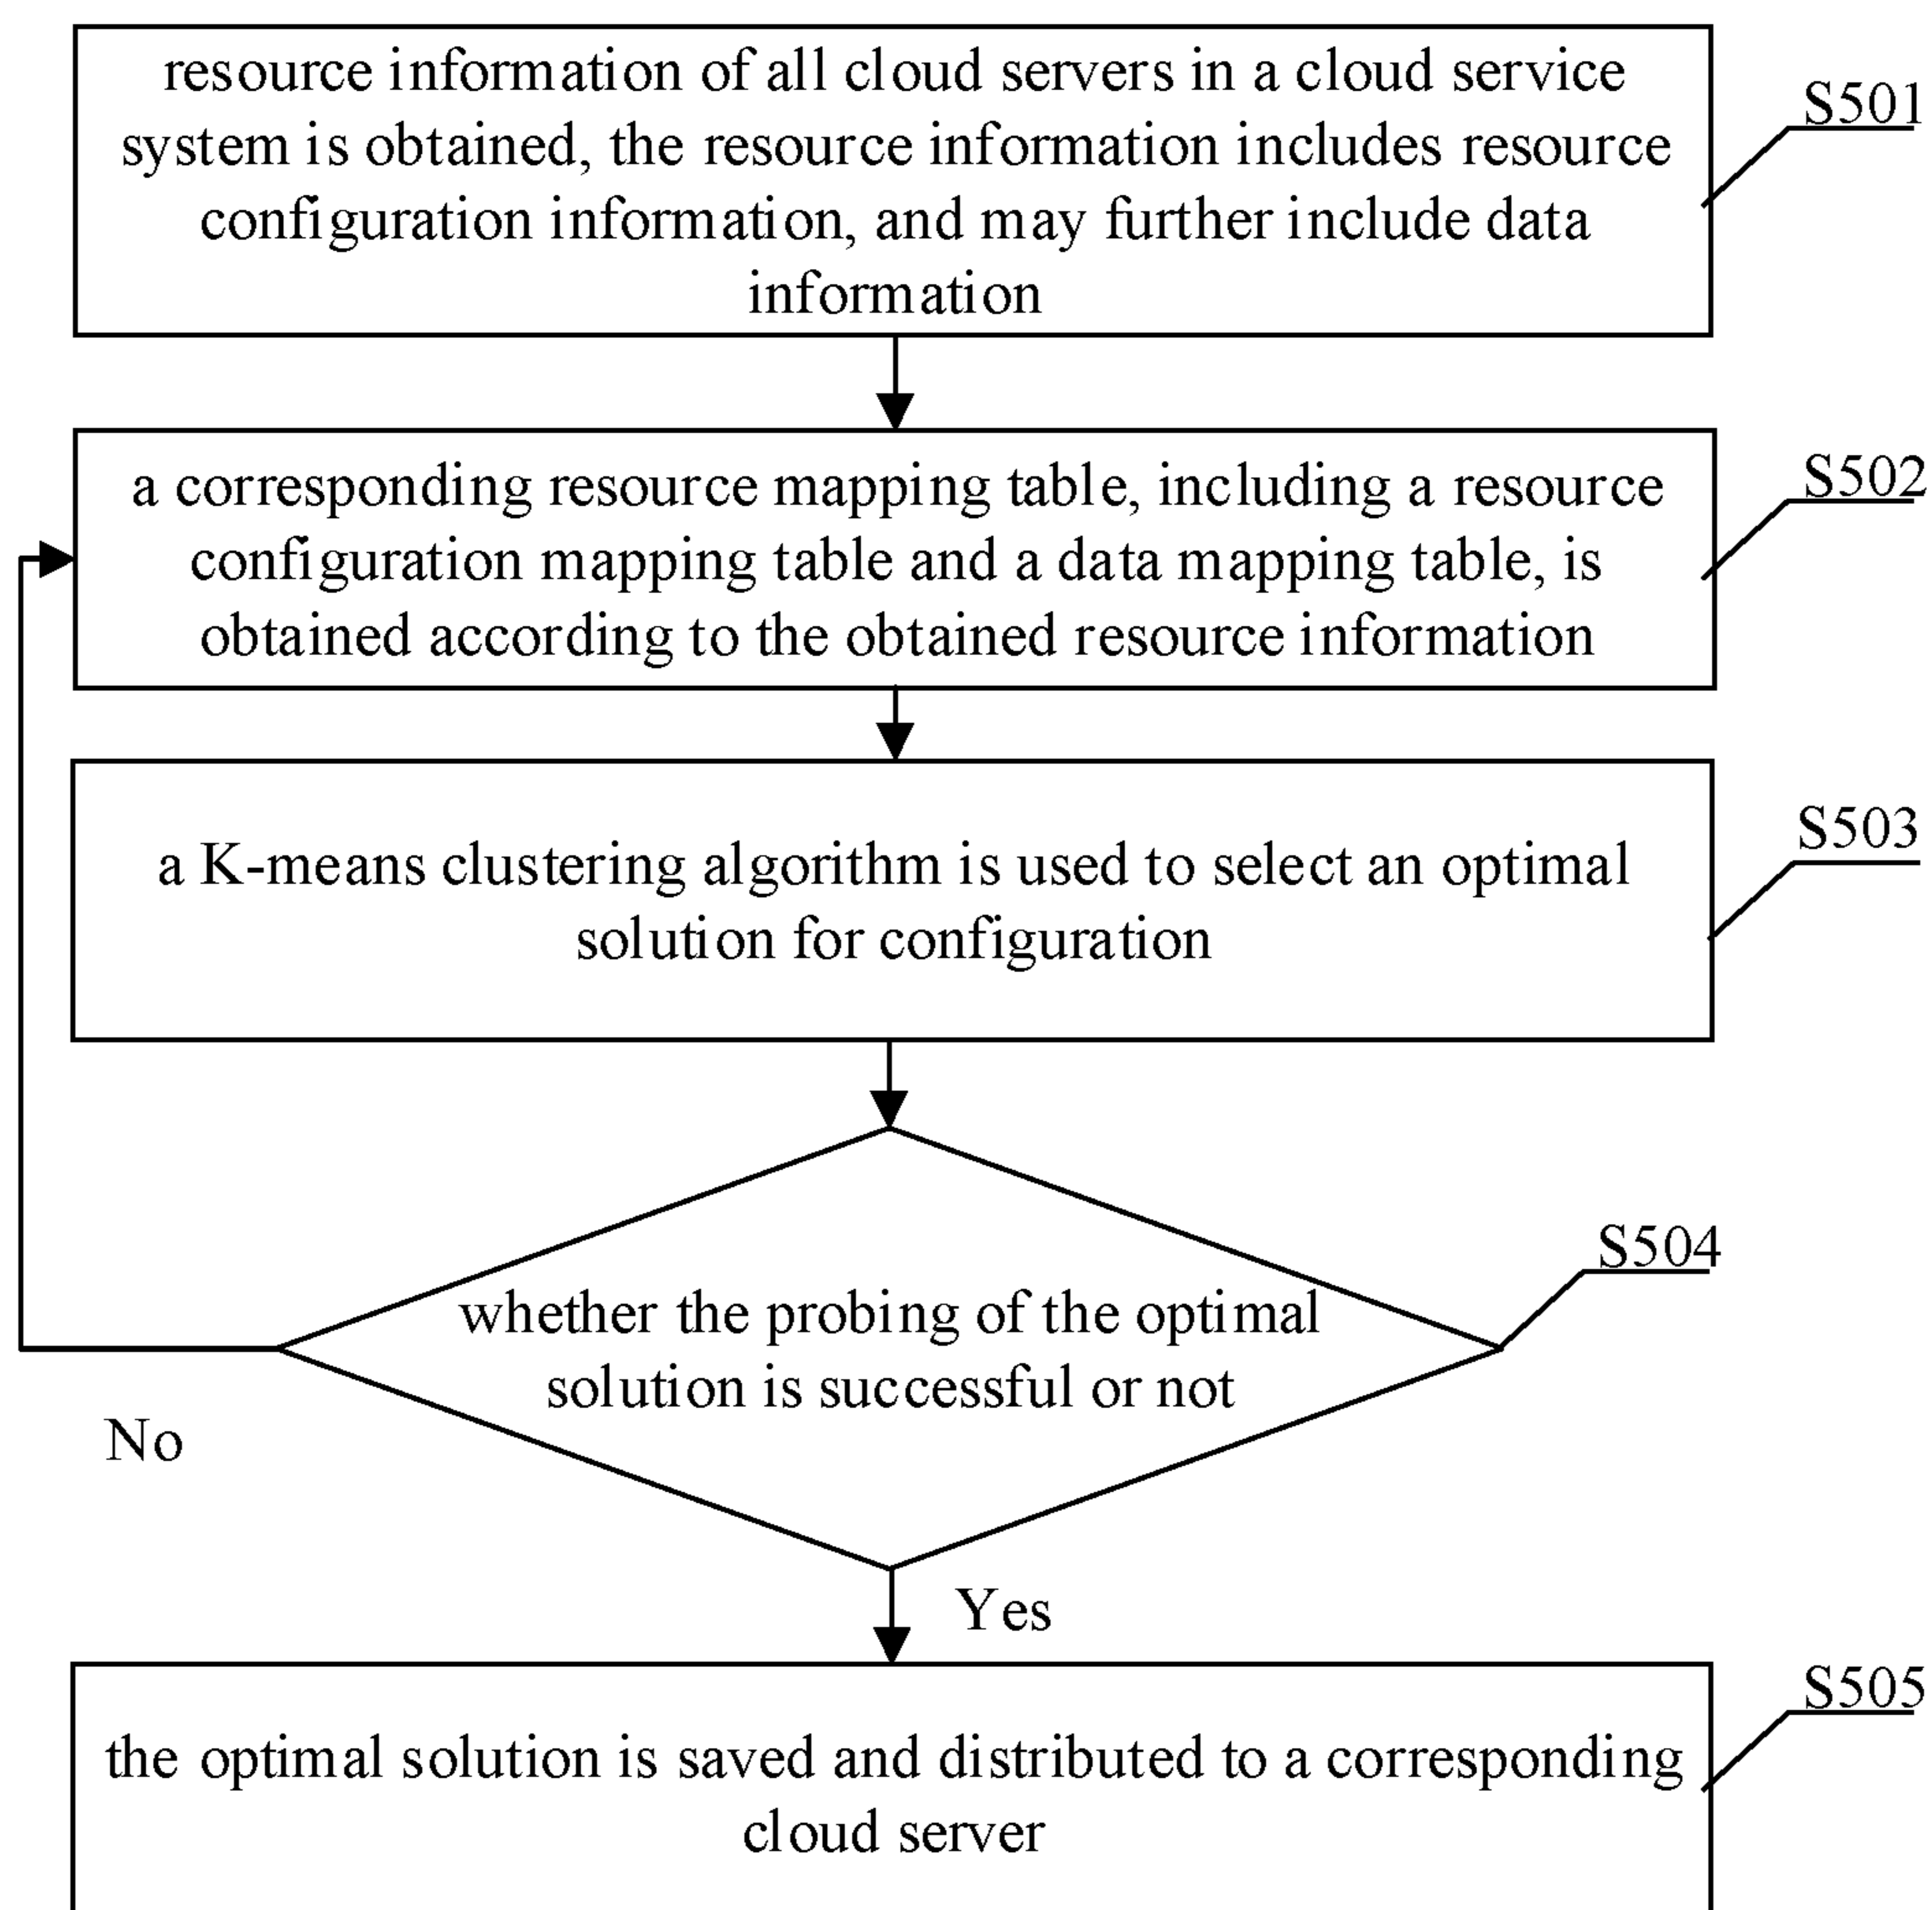 resource information of all cloud servers in a cloud service
system is obtained, the resource information includes resource
configuration information, and may further include data
information
S501
a corresponding resource mapping table, including a resource
configuration mapping table and a data mapping table, is
obtained according to the obtained resource information
S502
a K-means clustering algorithm is used to select an optimal
solution for configuration
S503
whether the probing of the optimal
solution is successful or not
S504
No
Yes
the optimal solution is saved and distributed to a corresponding
cloud server
S505